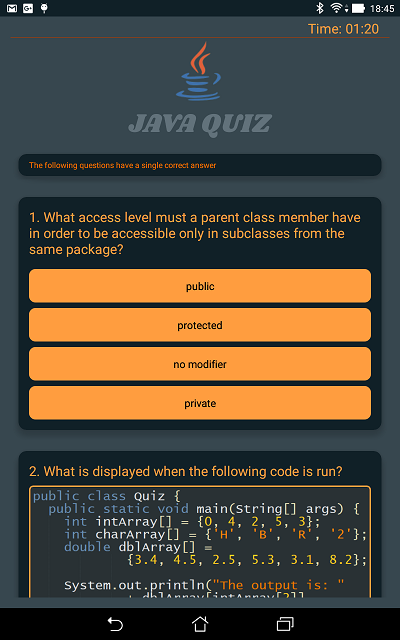 18:45
Time: 01:20
JAVA QUIZ
The following questions have a single correct answer
1. What access level must a parent class member have
in order to be accessible only in subclasses from the
same package?
public
protected
no modifier
private
2. What is displayed when the following code is run?
public class Quiz {
public static void main(String[] args) {
int intArray[] = {0, 4, 2, 5, 3};
int charArray[] = {'H', 'B', 'R', '2'};
double dblArray[] =
{3.4, 4.5, 2.5, 5.3, 3.1, 8.2};
System.out.println("The output is: "
+ dblArray[intArray[2]]